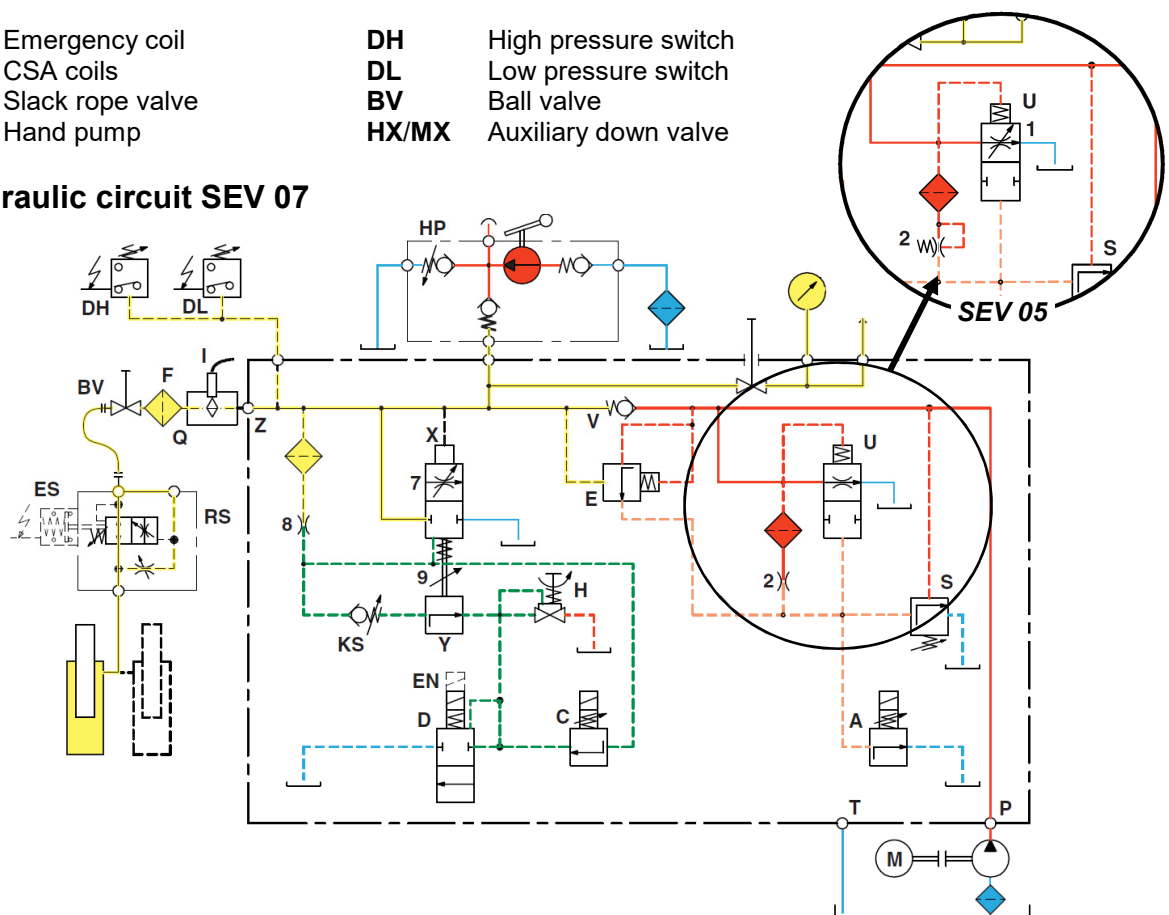 Emergency coil
CSA coils
Slack rope valve
Hand pump
DH High pressure switch
DL Low pressure switch
BV Ball valve
HX/MX Auxiliary down valve
raulic circuit SEV 07
U
1
2
S
SEV 05
HP
DH
DL
I
F
BV
Q
Z
V
X
U
7
E
ES
RS
8
2
S
9
H
KS
Y
EN
D
C
A
T
P
M